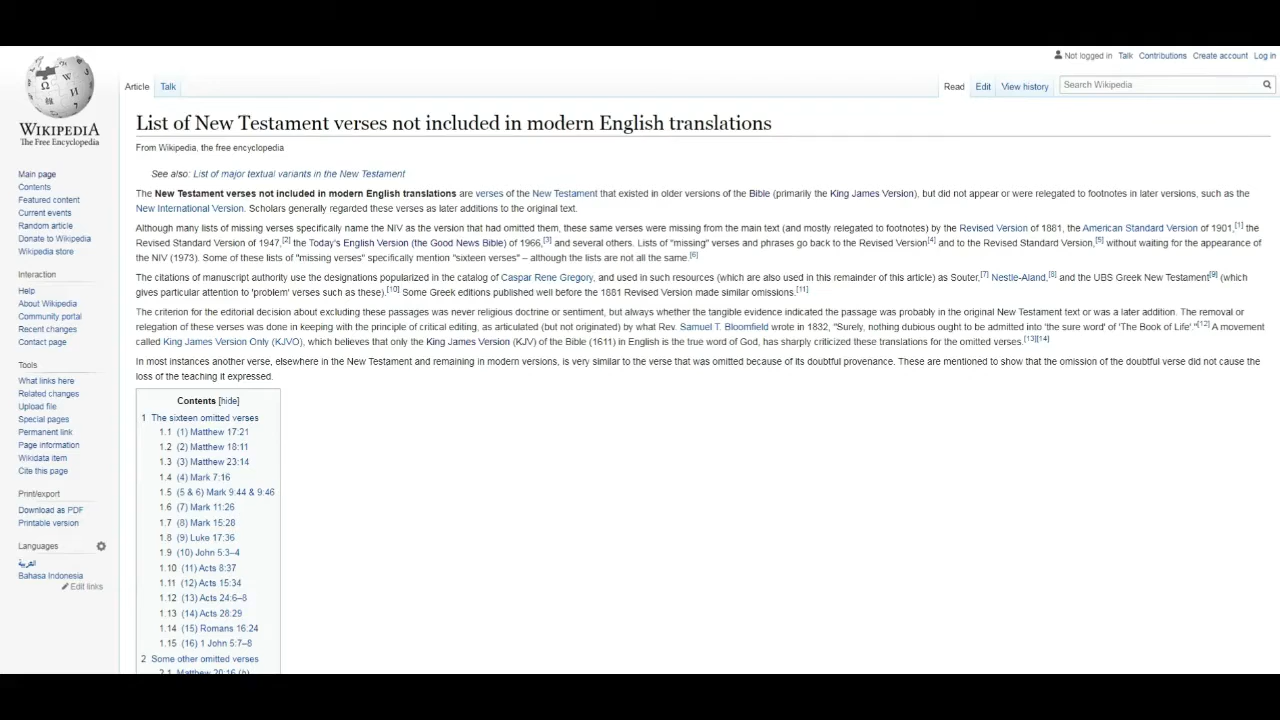 Not logged in Talk Contributions Create account Log in
Article Talk Read Edit View history Search Wikipedia
WIKIPEDIA
The Free Encyclopedia
List of New Testament verses not included in modern English translations
From Wikipedia, the free encyclopedia
Main page
Contents
Featured content
Current events
Random article
Donate to Wikipedia
Wikipedia store
Interaction
Help
About Wikipedia
Community portal
Recent changes
Contact page
Tools
What links here
Related changes
Upload file
Special pages
Permanent link
Page information
Wikidata item
Cite this page
Print/export
Download as PDF
Printable version
Languages
العربية
Bahasa Indonesia
Edit links
See also: List of major textual variants in the New Testament
The New Testament verses not included in modern English translations are verses of the New Testament that existed in older versions of the Bible (primarily the King James Version), but did not appear or were relegated to footnotes in later versions, such as the
New International Version. Scholars generally regarded these verses as later additions to the original text.
Although many lists of missing verses specifically name the NIV as the version that had omitted them, these same verses were missing from the main text (and mostly relegated to footnotes) by the Revised Version of 1881, the American Standard Version of 1901,[1] the
Revised Standard Version of 1947,[2] the Today's English Version (the Good News Bible) of 1966,[3] and several others. Lists of "missing" verses and phrases go back to the Revised Version[4] and to the Revised Standard Version,[5] without waiting for the appearance of
the NIV (1973). Some of these lists of "missing verses" specifically mention "sixteen verses" – although the lists are not all the same.[6]
The citations of manuscript authority use the designations popularized in the catalog of Caspar Rene Gregory, and used in such resources (which are also used in this remainder of this article) as Souter,[7] Nestle-Aland,[8] and the UBS Greek New Testament[9] (which
gives particular attention to 'problem' verses such as these).[10] Some Greek editions published well before the 1881 Revised Version made similar omissions.[11]
The criterion for the editorial decision about excluding these passages was never religious doctrine or sentiment, but always whether the tangible evidence indicated the passage was probably in the original New Testament text or was a later addition. The removal or
relegation of these verses was done in keeping with the principle of critical editing, as articulated (but not originated) by what Rev. Samuel T. Bloomfield wrote in 1832, "Surely, nothing dubious ought to be admitted into 'the sure word' of 'The Book of Life'."[12] A movement
called King James Version Only (KJVO), which believes that only the King James Version (KJV) of the Bible (1611) in English is the true word of God, has sharply criticized these translations for the omitted verses.[13][14]
In most instances another verse, elsewhere in the New Testament and remaining in modern versions, is very similar to the verse that was omitted because of its doubtful provenance. These are mentioned to show that the omission of the doubtful verse did not cause the
loss of the teaching it expressed.
Contents [hide]
1 The sixteen omitted verses
1.1 (1) Matthew 17:21
1.2 (2) Matthew 18:11
1.3 (3) Matthew 23:14
1.4 (4) Mark 7:16
1.5 (5 & 6) Mark 9:44 & 9:46
1.6 (7) Mark 11:26
1.7 (8) Mark 15:28
1.8 (9) Luke 17:36
1.9 (10) John 5:3–4
1.10 (11) Acts 8:37
1.11 (12) Acts 15:34
1.12 (13) Acts 24:6–8
1.13 (14) Acts 28:29
1.14 (15) Romans 16:24
1.15 (16) 1 John 5:7–8
2 Some other omitted verses
2.1 Matthew 20:16 (b)